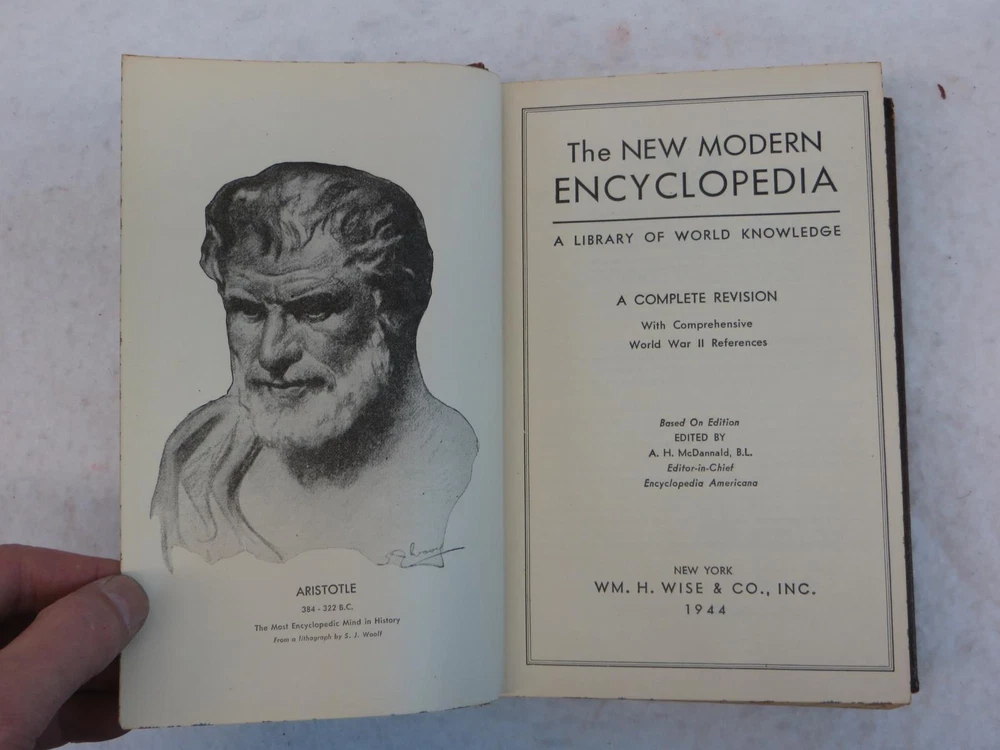 ARISTOTLE
384 - 322 B.C.
The Most Encyclopedic Mind in History
From a lithograph by S. J. Woolf
The NEW MODERN
ENCYCLOPEDIA
A LIBRARY OF WORLD KNOWLEDGE
A COMPLETE REVISION
With Comprehensive
World War II References
Based On Edition
EDITED BY
A. H. McDannald, B.L.
Editor-in-Chief
Encyclopedia Americana
NEW YORK
WM. H. WISE & CO., INC.
1944